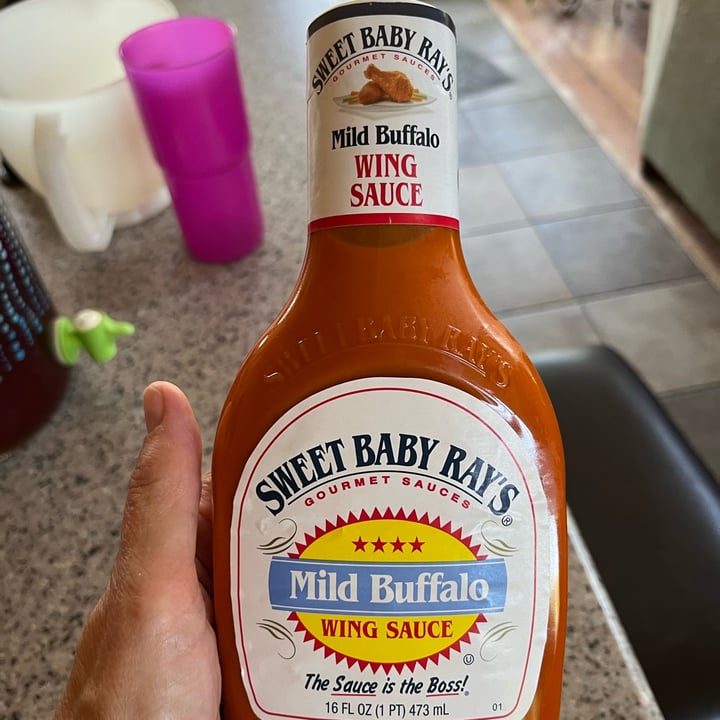 SWEET BABY RAY'S
GOURMET SAUCES
Mild Buffalo
WING
SAUCE
SWEET BABY RAY'S
SWEET BABY RAY'S®
GOURMET SAUCES
Mild Buffalo
WING SAUCE
U
The Sauce is the Boss!®
16 FL OZ (1 PT) 473 mL
01